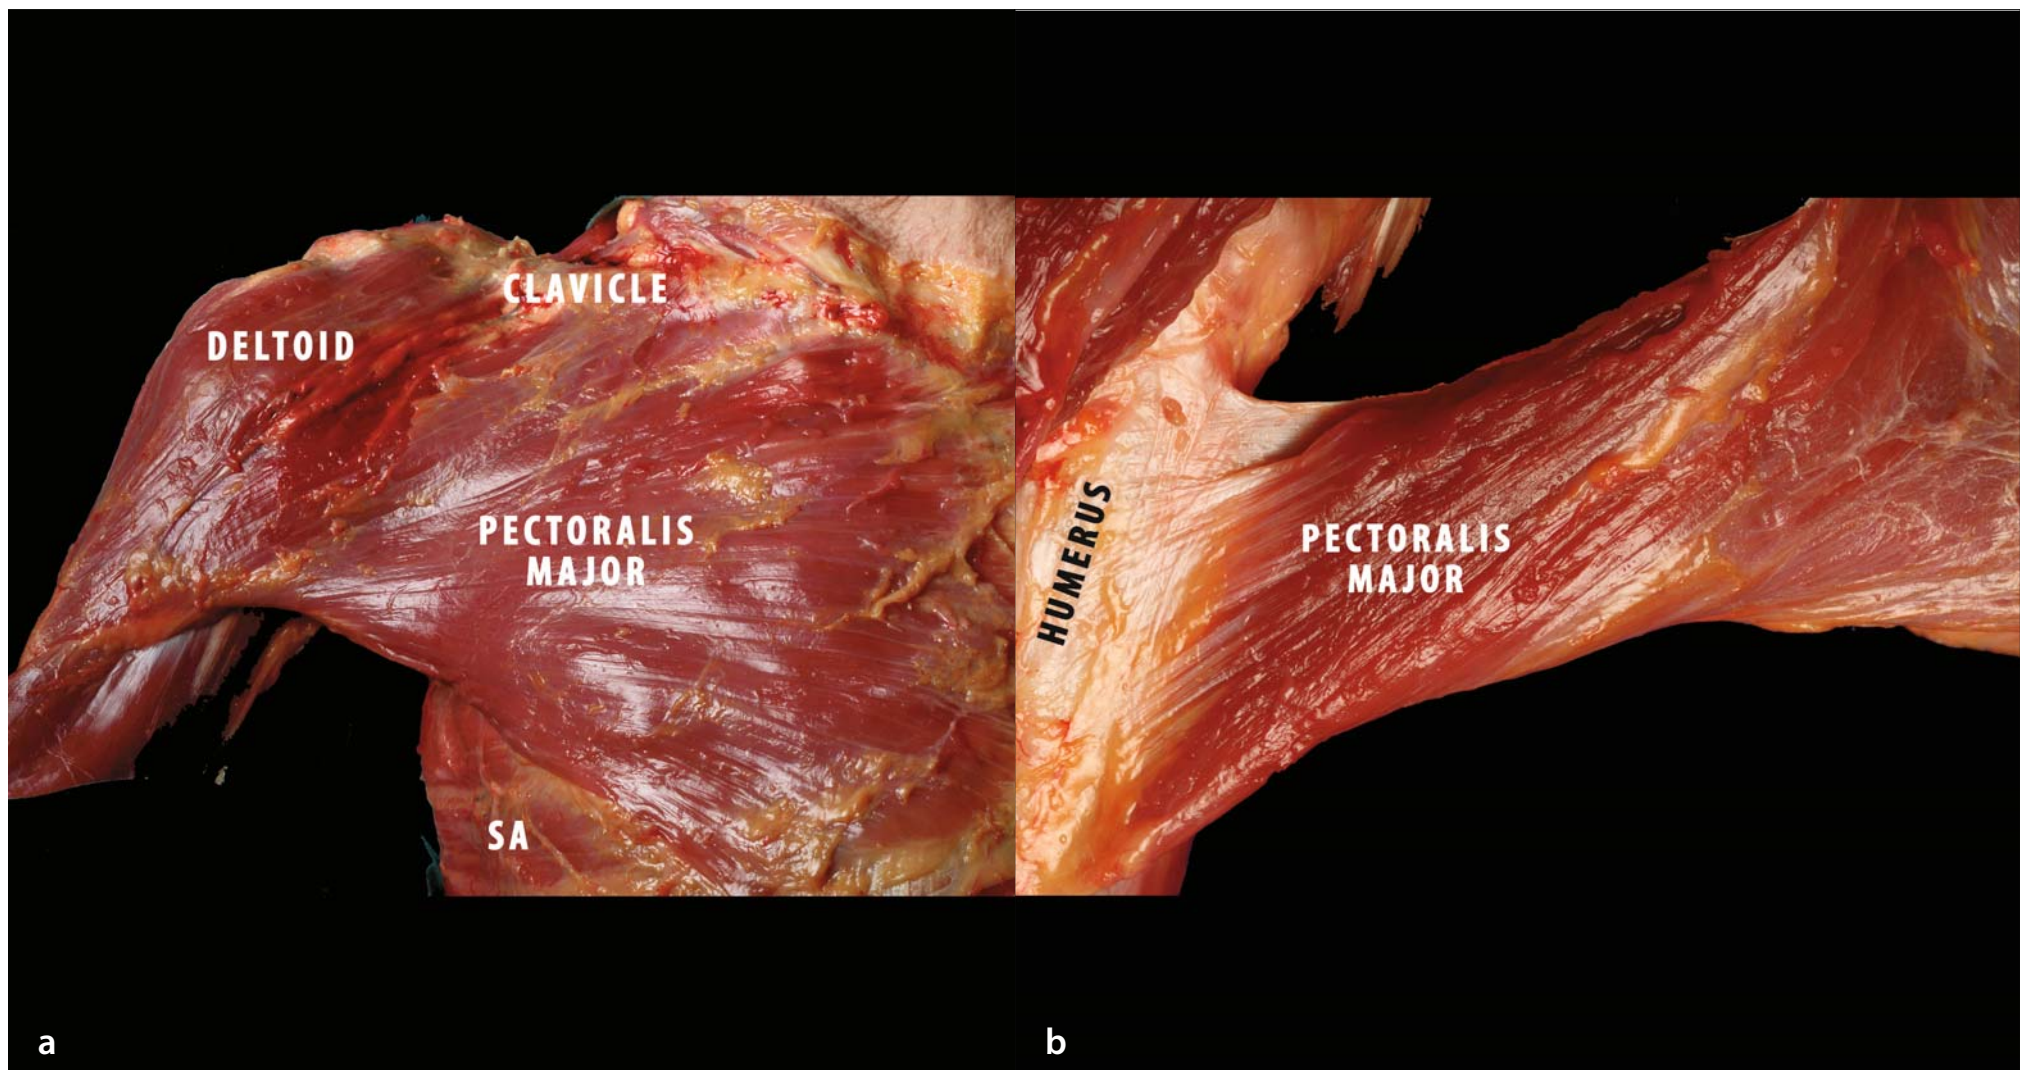 CLAVICLE
DELTOID
PECTORALIS
MAJOR
SA
a
HUMERUS
PECTORALIS
MAJOR
b